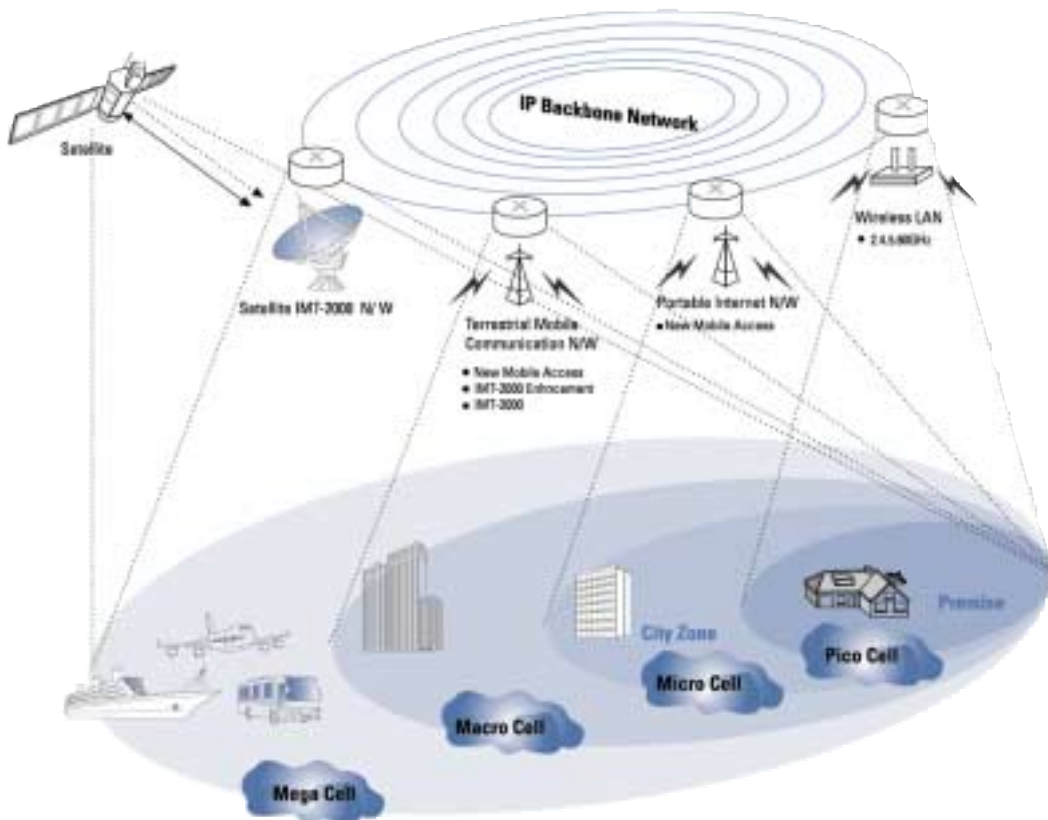 IP Backbone Network
Satellite
Wireless LAN
Satellite IMT-2000 N/ W
Portable Internet N/W
• New Mobile Access
Terrestrial Mobile
Communication N/W
• New Mobile Access
• IMT-2000
• IMT-2000
Premise
City Zone
Pico Cell
Micro Cell
Macro Cell
Mega Cell